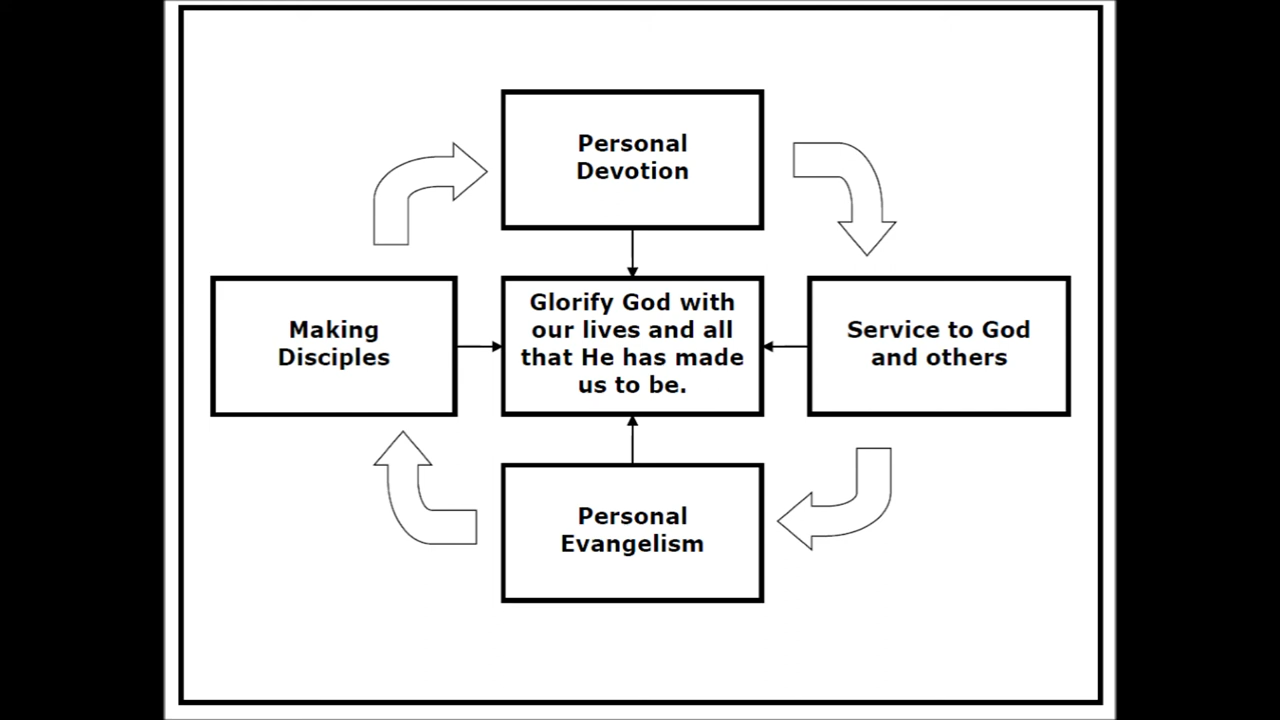 Personal
Devotion
Making
Disciples
Glorify God with
our lives and all
that He has made
us to be.
Service to God
and others
Personal
Evangelism